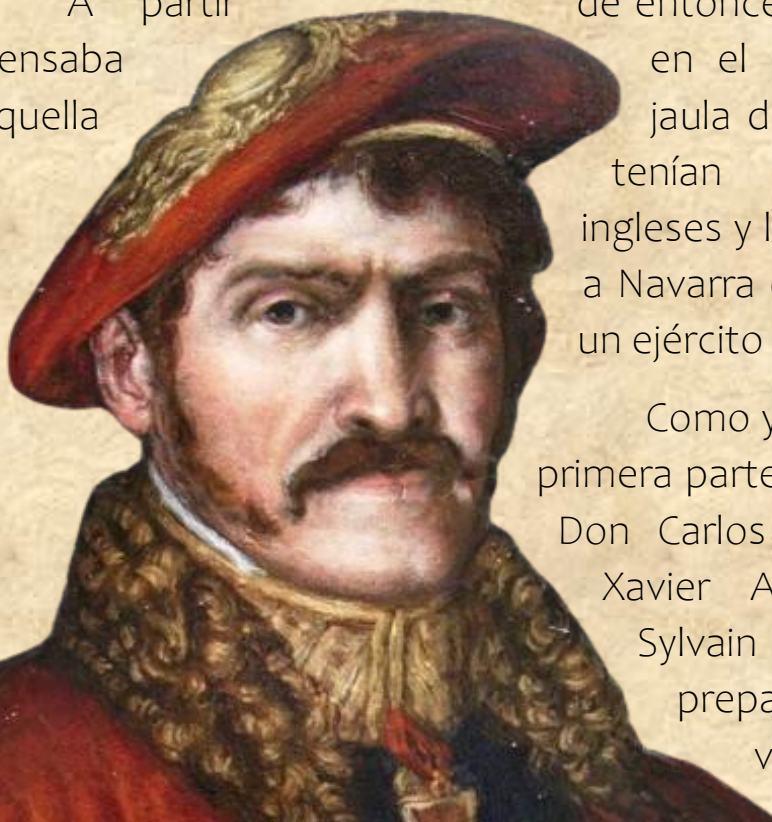 A partir
de entonce
ensaba
en el
quella
jaula d
tenían
ingleses y l
a Navarra
un ejército
Como y
primera parte
Don Carlos
Xavier A
Sylvain
prepa
v